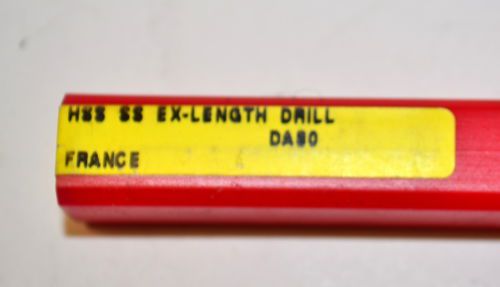 HSS SS EX-LENGTH DRILL
DA80
FRANCE